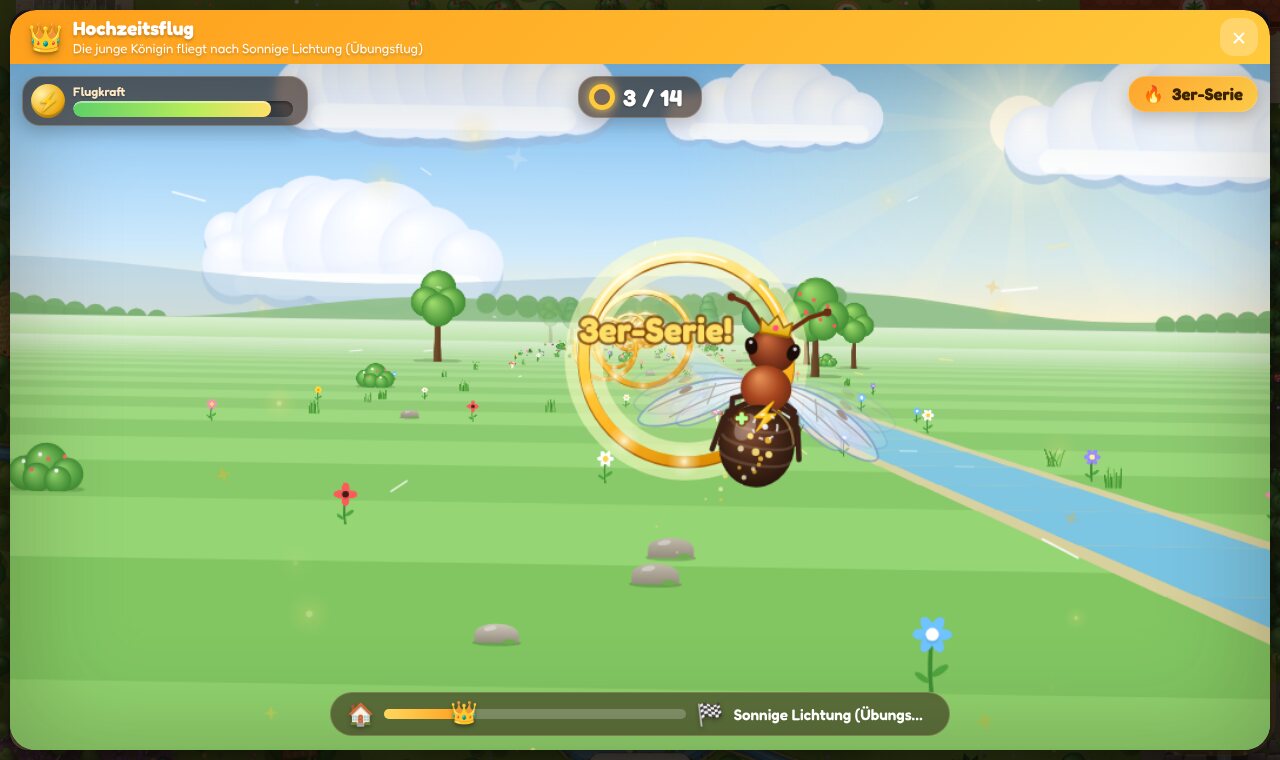 Hochzeitsflug
Die junge Königin fliegt nach Sonnige Lichtung (Übungsflug)
Flugkraft
3 / 14
3er-Serie
3er-Serie!
Sonnige Lichtung (Übungs...